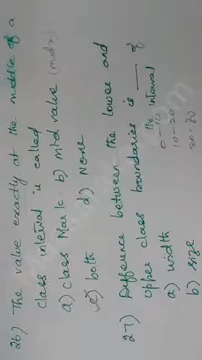 26) The value exactly at the middle of a
class interval is called
a) class Mark b) mid value (mid x)
c) both d) None
27) Difference between the lower and
upper class boundaries is — of
the interval
a) width 0-10
10-20
b) size 20-30